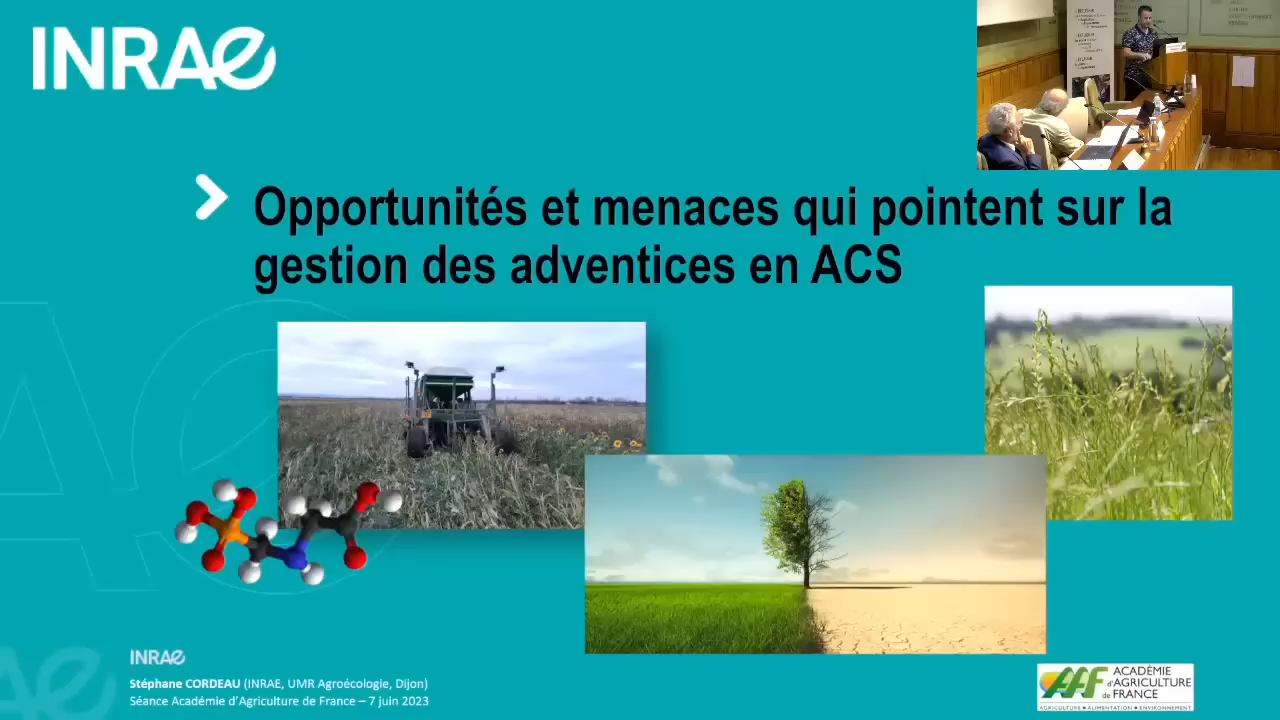 INRAE
Opportunités et menaces qui pointent sur la
gestion des adventices en ACS
INRAE
Stéphane CORDEAU (INRAE, UMR Agroécologie, Dijon)
Séance Académie d'Agriculture de France – 7 juin 2023
AAF
ACADÉMIE
d'AGRICULTURE
de FRANCE
AGRICULTURE • ALIMENTATION • ENVIRONNEMENT